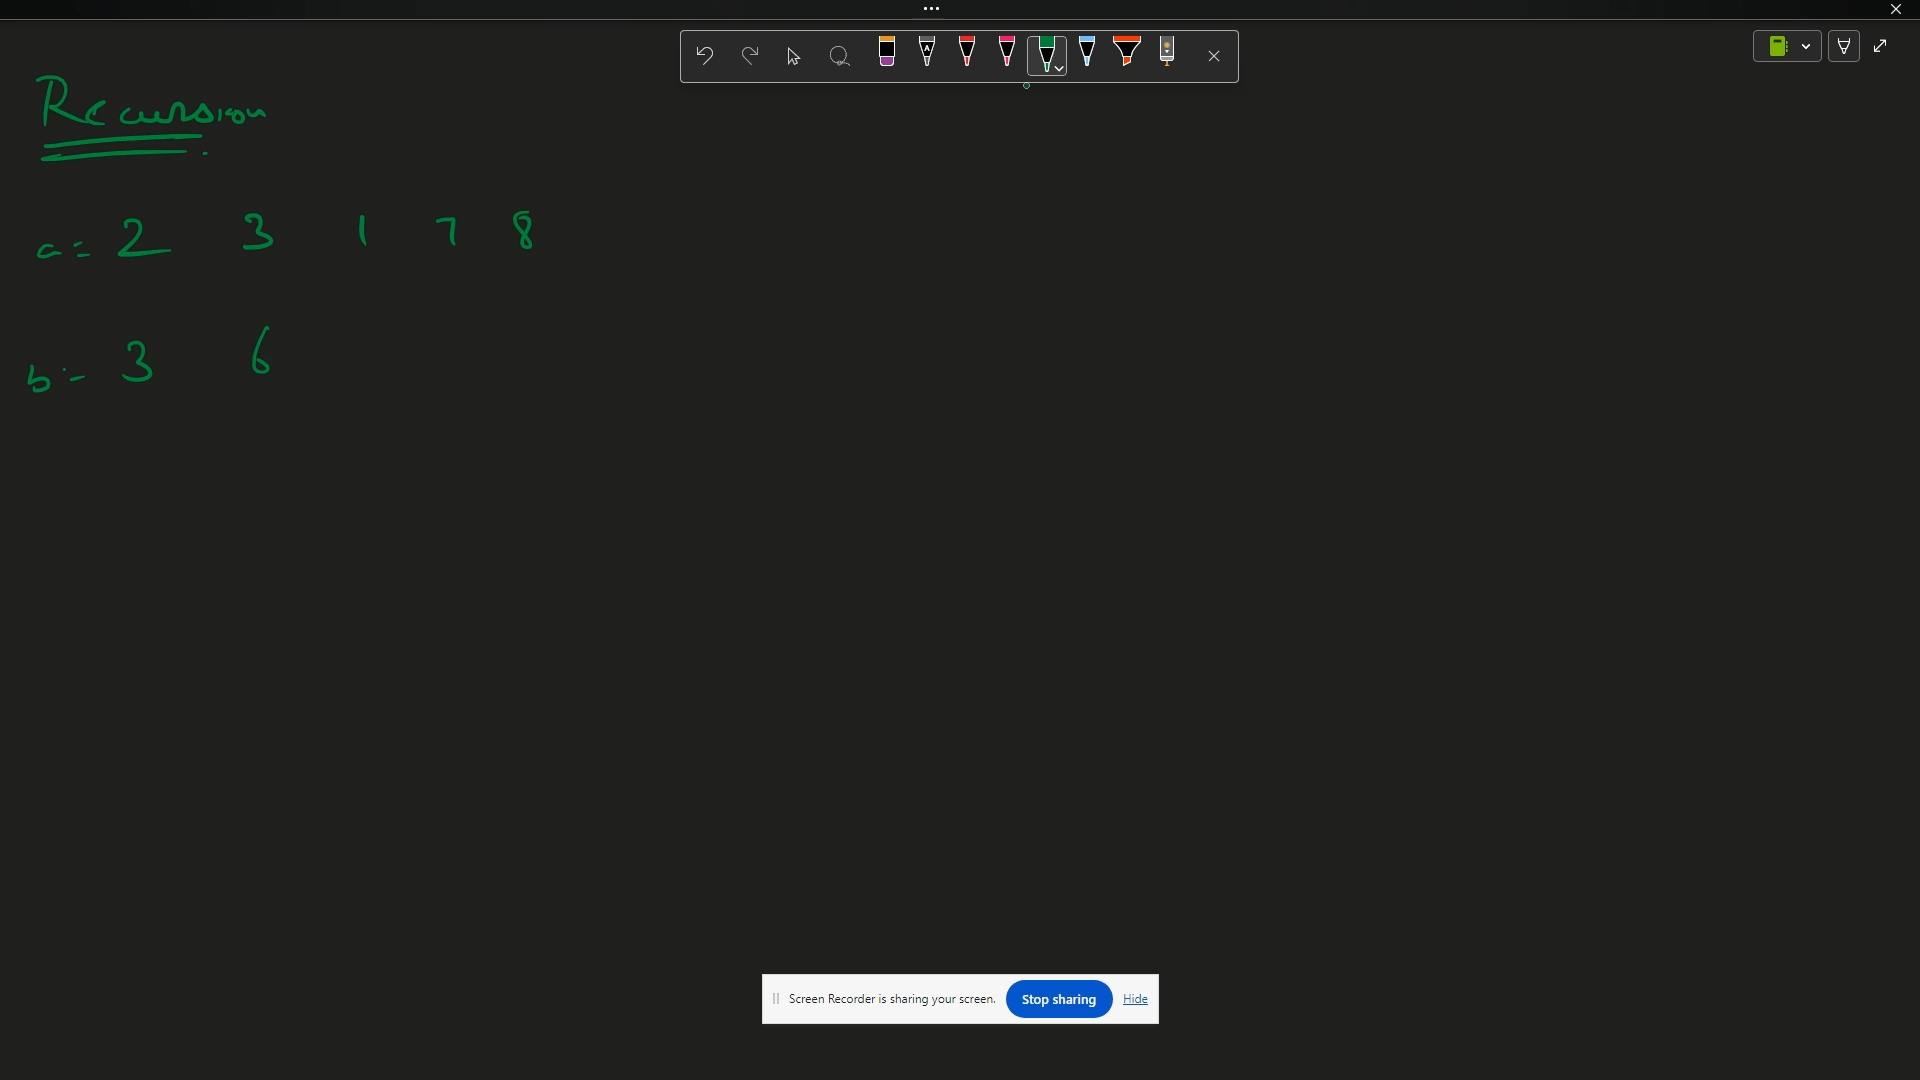 Recursion
a = 2 3 1 7 8
b = 3 6
Screen Recorder is sharing your screen. Stop sharing Hide